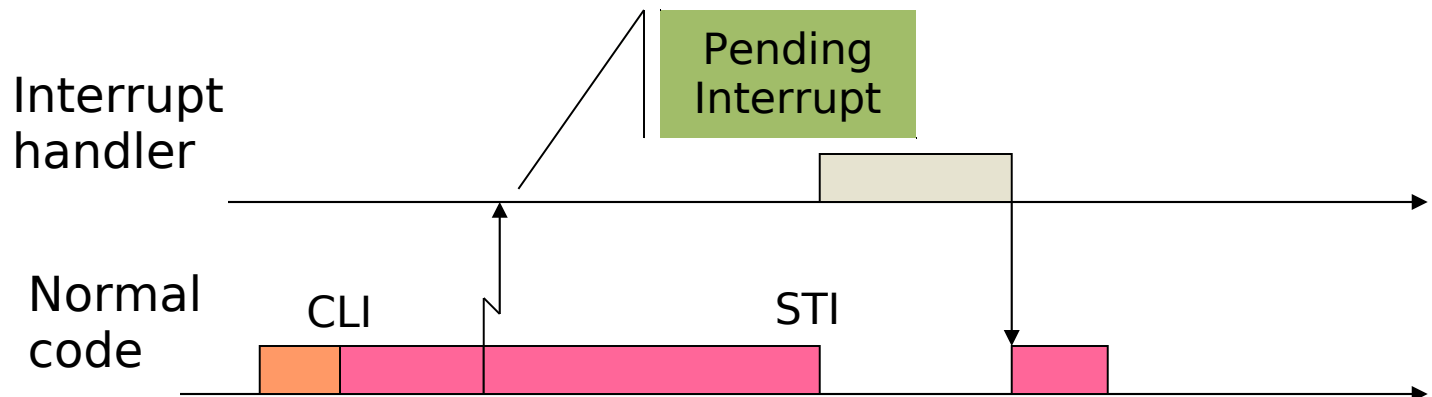 Pending
Interrupt
Interrupt
handler
Normal
code
CLI
STI